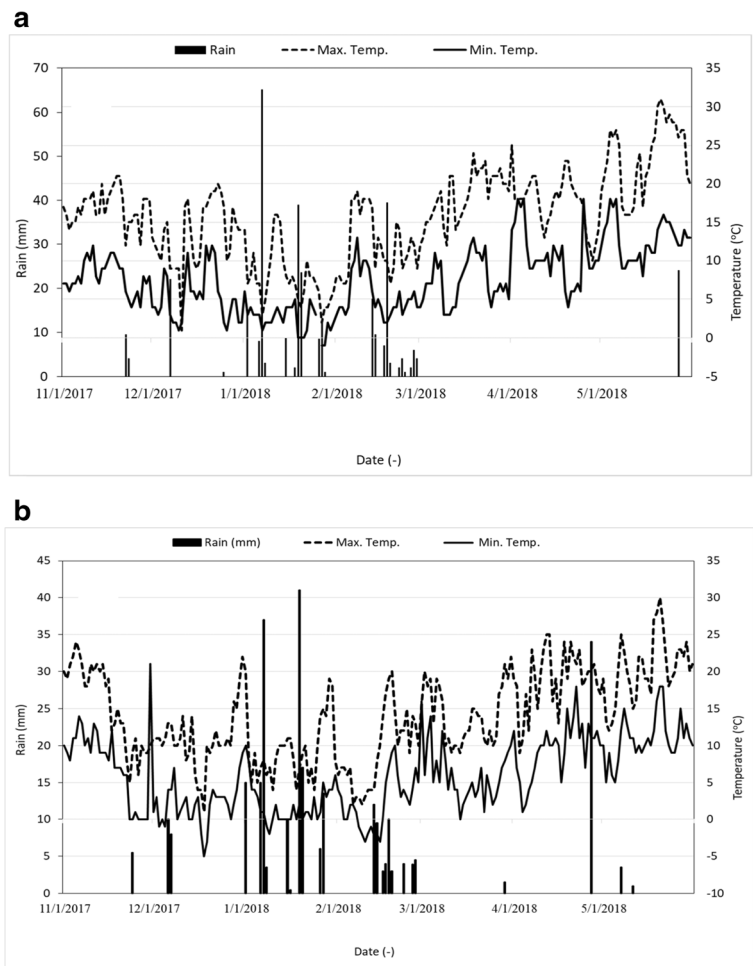 a
Rain Max. Temp. Min. Temp.
70 35
60 30
50 25
40 20
30 15
20 10
10 5
0 0
-5
Rain (mm)
Temperature (°C)
11/1/2017 12/1/2017 1/1/2018 2/1/2018 3/1/2018 4/1/2018 5/1/2018
Date (-)
b
Rain (mm) Max. Temp. Min. Temp.
45 35
40 30
35 25
30 20
25 15
20 10
15 5
10 0
5 -5
0 -10
Rain (mm)
Temperature (°C)
11/1/2017 12/1/2017 1/1/2018 2/1/2018 3/1/2018 4/1/2018 5/1/2018
Date (-)